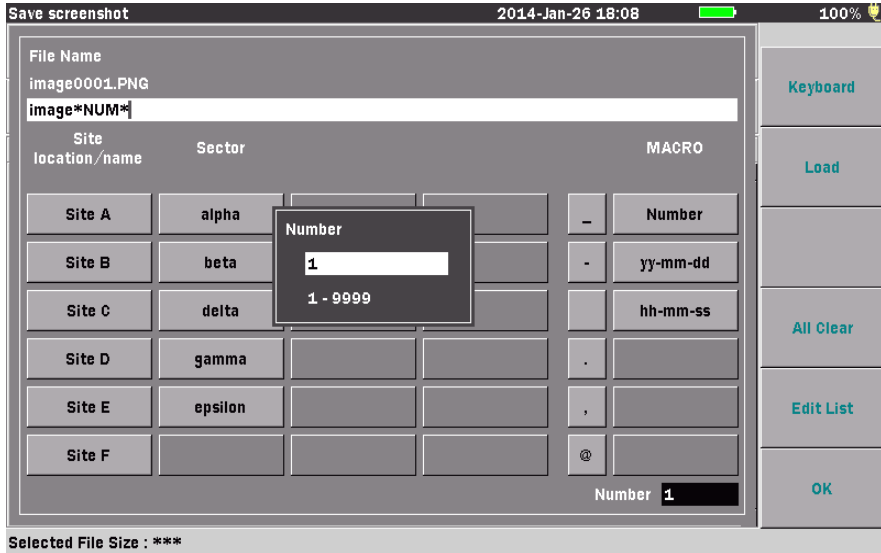 Save screenshot 2014-Jan-26 18:08 100%
File Name
image0001.PNG
image*NUM*
Site
location/name
Sector
MACRO
Site A alpha _ Number
Site B beta - yy-mm-dd
Site C delta hh-mm-ss
Site D gamma .
Site E epsilon ,
Site F @
Number
1
1 - 9999
Number 1
Keyboard
Load
All Clear
Edit List
OK
Selected File Size : ***